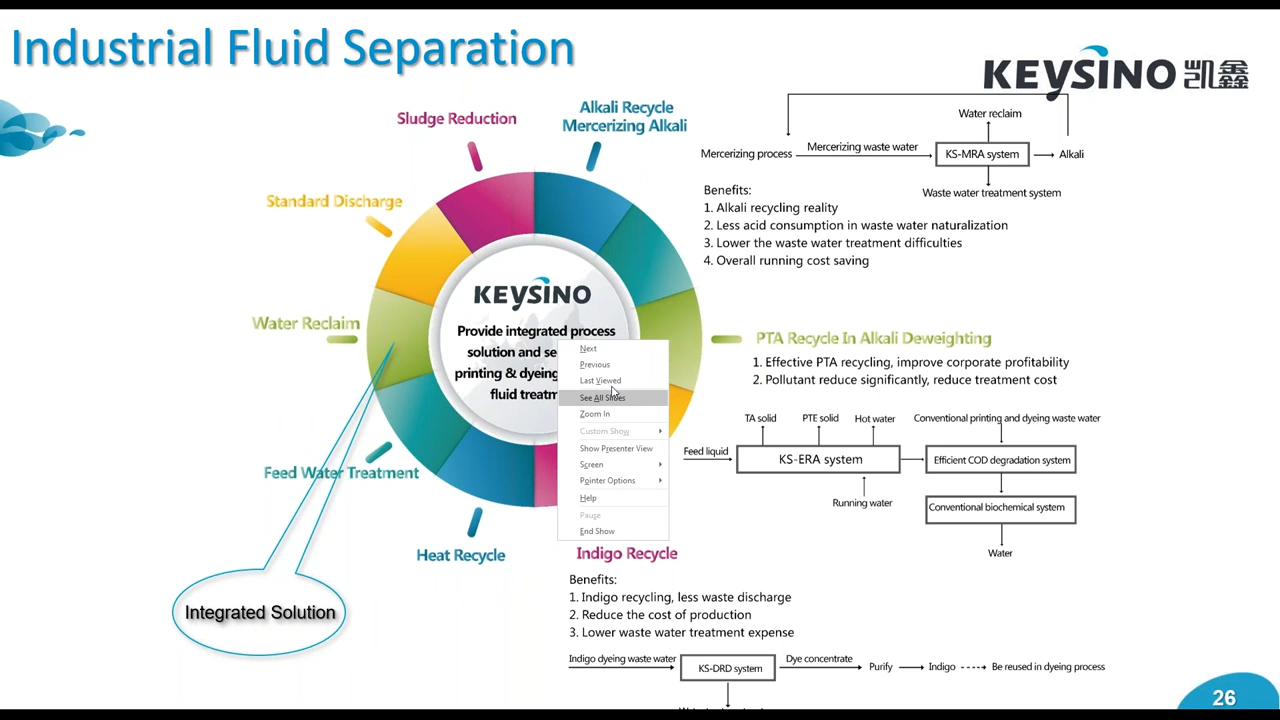 Industrial Fluid Separation
KEYSINO 凯鑫
Sludge Reduction
Alkali Recycle
Mercerizing Alkali
Standard Discharge
Water Reclaim
Feed Water Treatment
Heat Recycle
Integrated Solution
KEYSINO
Provide integrated process
solution and se
printing & dyeing
fluid treatm
Next
Previous
Last Viewed
See All Slides
Zoom In
Custom Show
Show Presenter View
Screen
Pointer Options
Help
Pause
End Show
Water reclaim
Mercerizing process
Mercerizing waste water
KS-MRA system
Alkali
Waste water treatment system
Benefits:
1. Alkali recycling reality
2. Less acid consumption in waste water naturalization
3. Lower the waste water treatment difficulties
4. Overall running cost saving
PTA Recycle In Alkali Deweighting
1. Effective PTA recycling, improve corporate profitability
2. Pollutant reduce significantly, reduce treatment cost
TA solid
PTE solid
Hot water
Conventional printing and dyeing waste water
Feed liquid
KS-ERA system
Efficient COD degradation system
Running water
Conventional biochemical system
Water
Indigo Recycle
Benefits:
1. Indigo recycling, less waste discharge
2. Reduce the cost of production
3. Lower waste water treatment expense
Indigo dyeing waste water
KS-DRD system
Dye concentrate
Purify
Indigo
Be reused in dyeing process
26